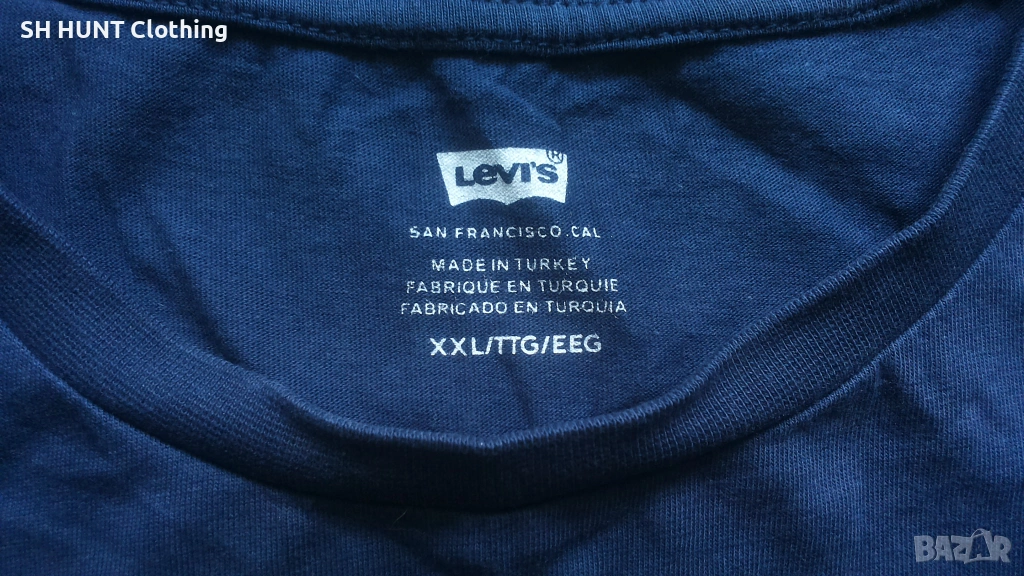 SH HUNT Clothing
Levi's®
SAN FRANCISCO.CAL
MADE IN TURKEY
FABRIQUE EN TURQUIE
FABRICADO EN TURQUIA
XXL/TTG/EEG
BAZAR